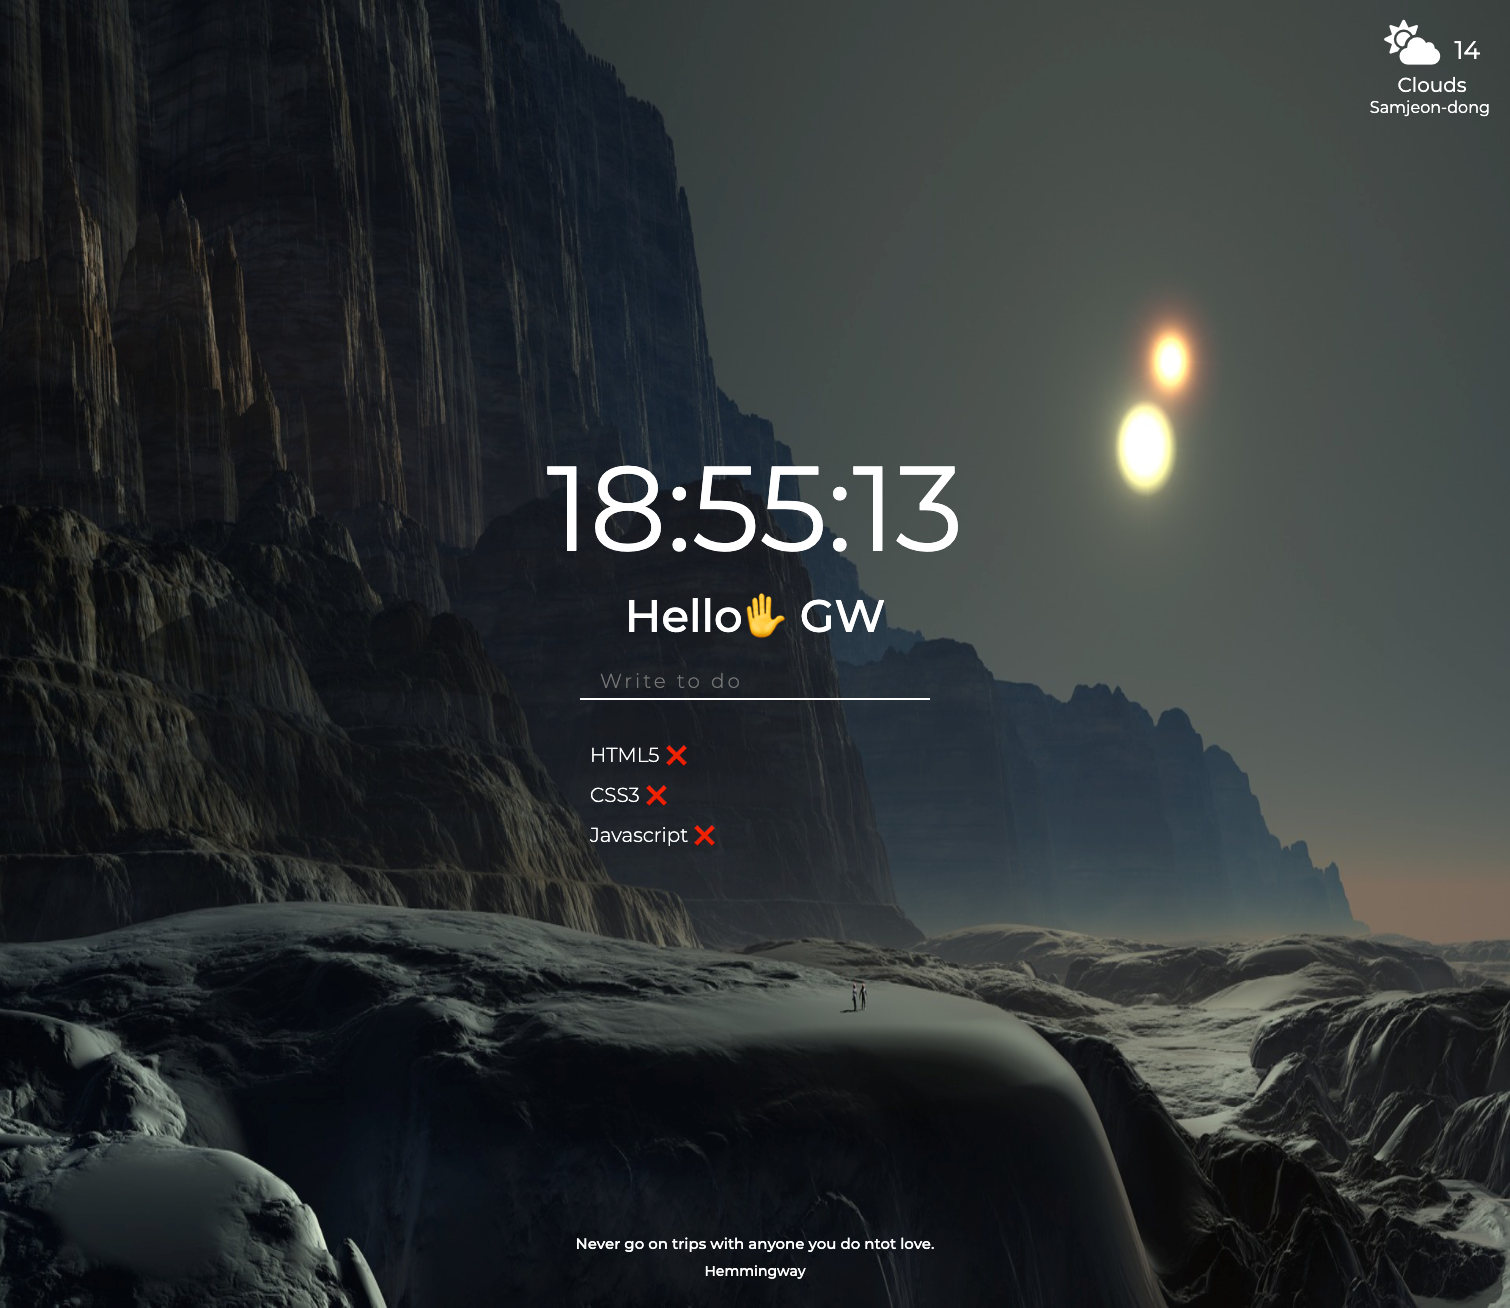 14
Clouds
Samjeon-dong
18:55:13
Hello✋ GW
Write to do
HTML5 ❌
CSS3 ❌
Javascript ❌
Never go on trips with anyone you do ntot love.
Hemmingway